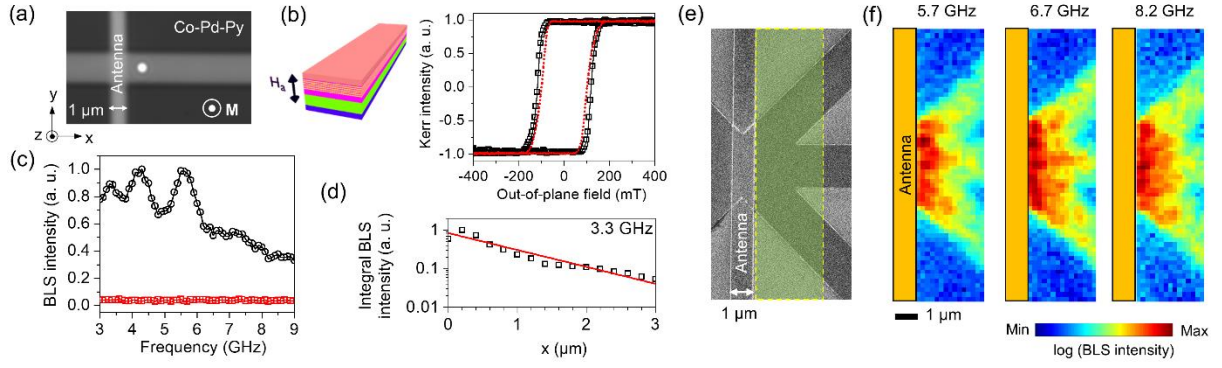 (a)
Co-Pd-Py
Antenna
1 μm
M
y
z
x
(b)
Hₐ
Kerr intensity (a. u.)
1.0
0.5
0.0
-0.5
-1.0
-400 -200 0 200 400
Out-of-plane field (mT)
(c)
BLS intensity (a. u.)
1.0
0.8
0.6
0.4
0.2
0.0
3 4 5 6 7 8 9
Frequency (GHz)
(d)
Integral BLS
intensity (a. u.)
3.3 GHz
1
0.1
0.01
0 1 2 3
x (μm)
(e)
Antenna
1 μm
(f)
5.7 GHz 6.7 GHz 8.2 GHz
Antenna
1 μm
Min Max
log (BLS intensity)